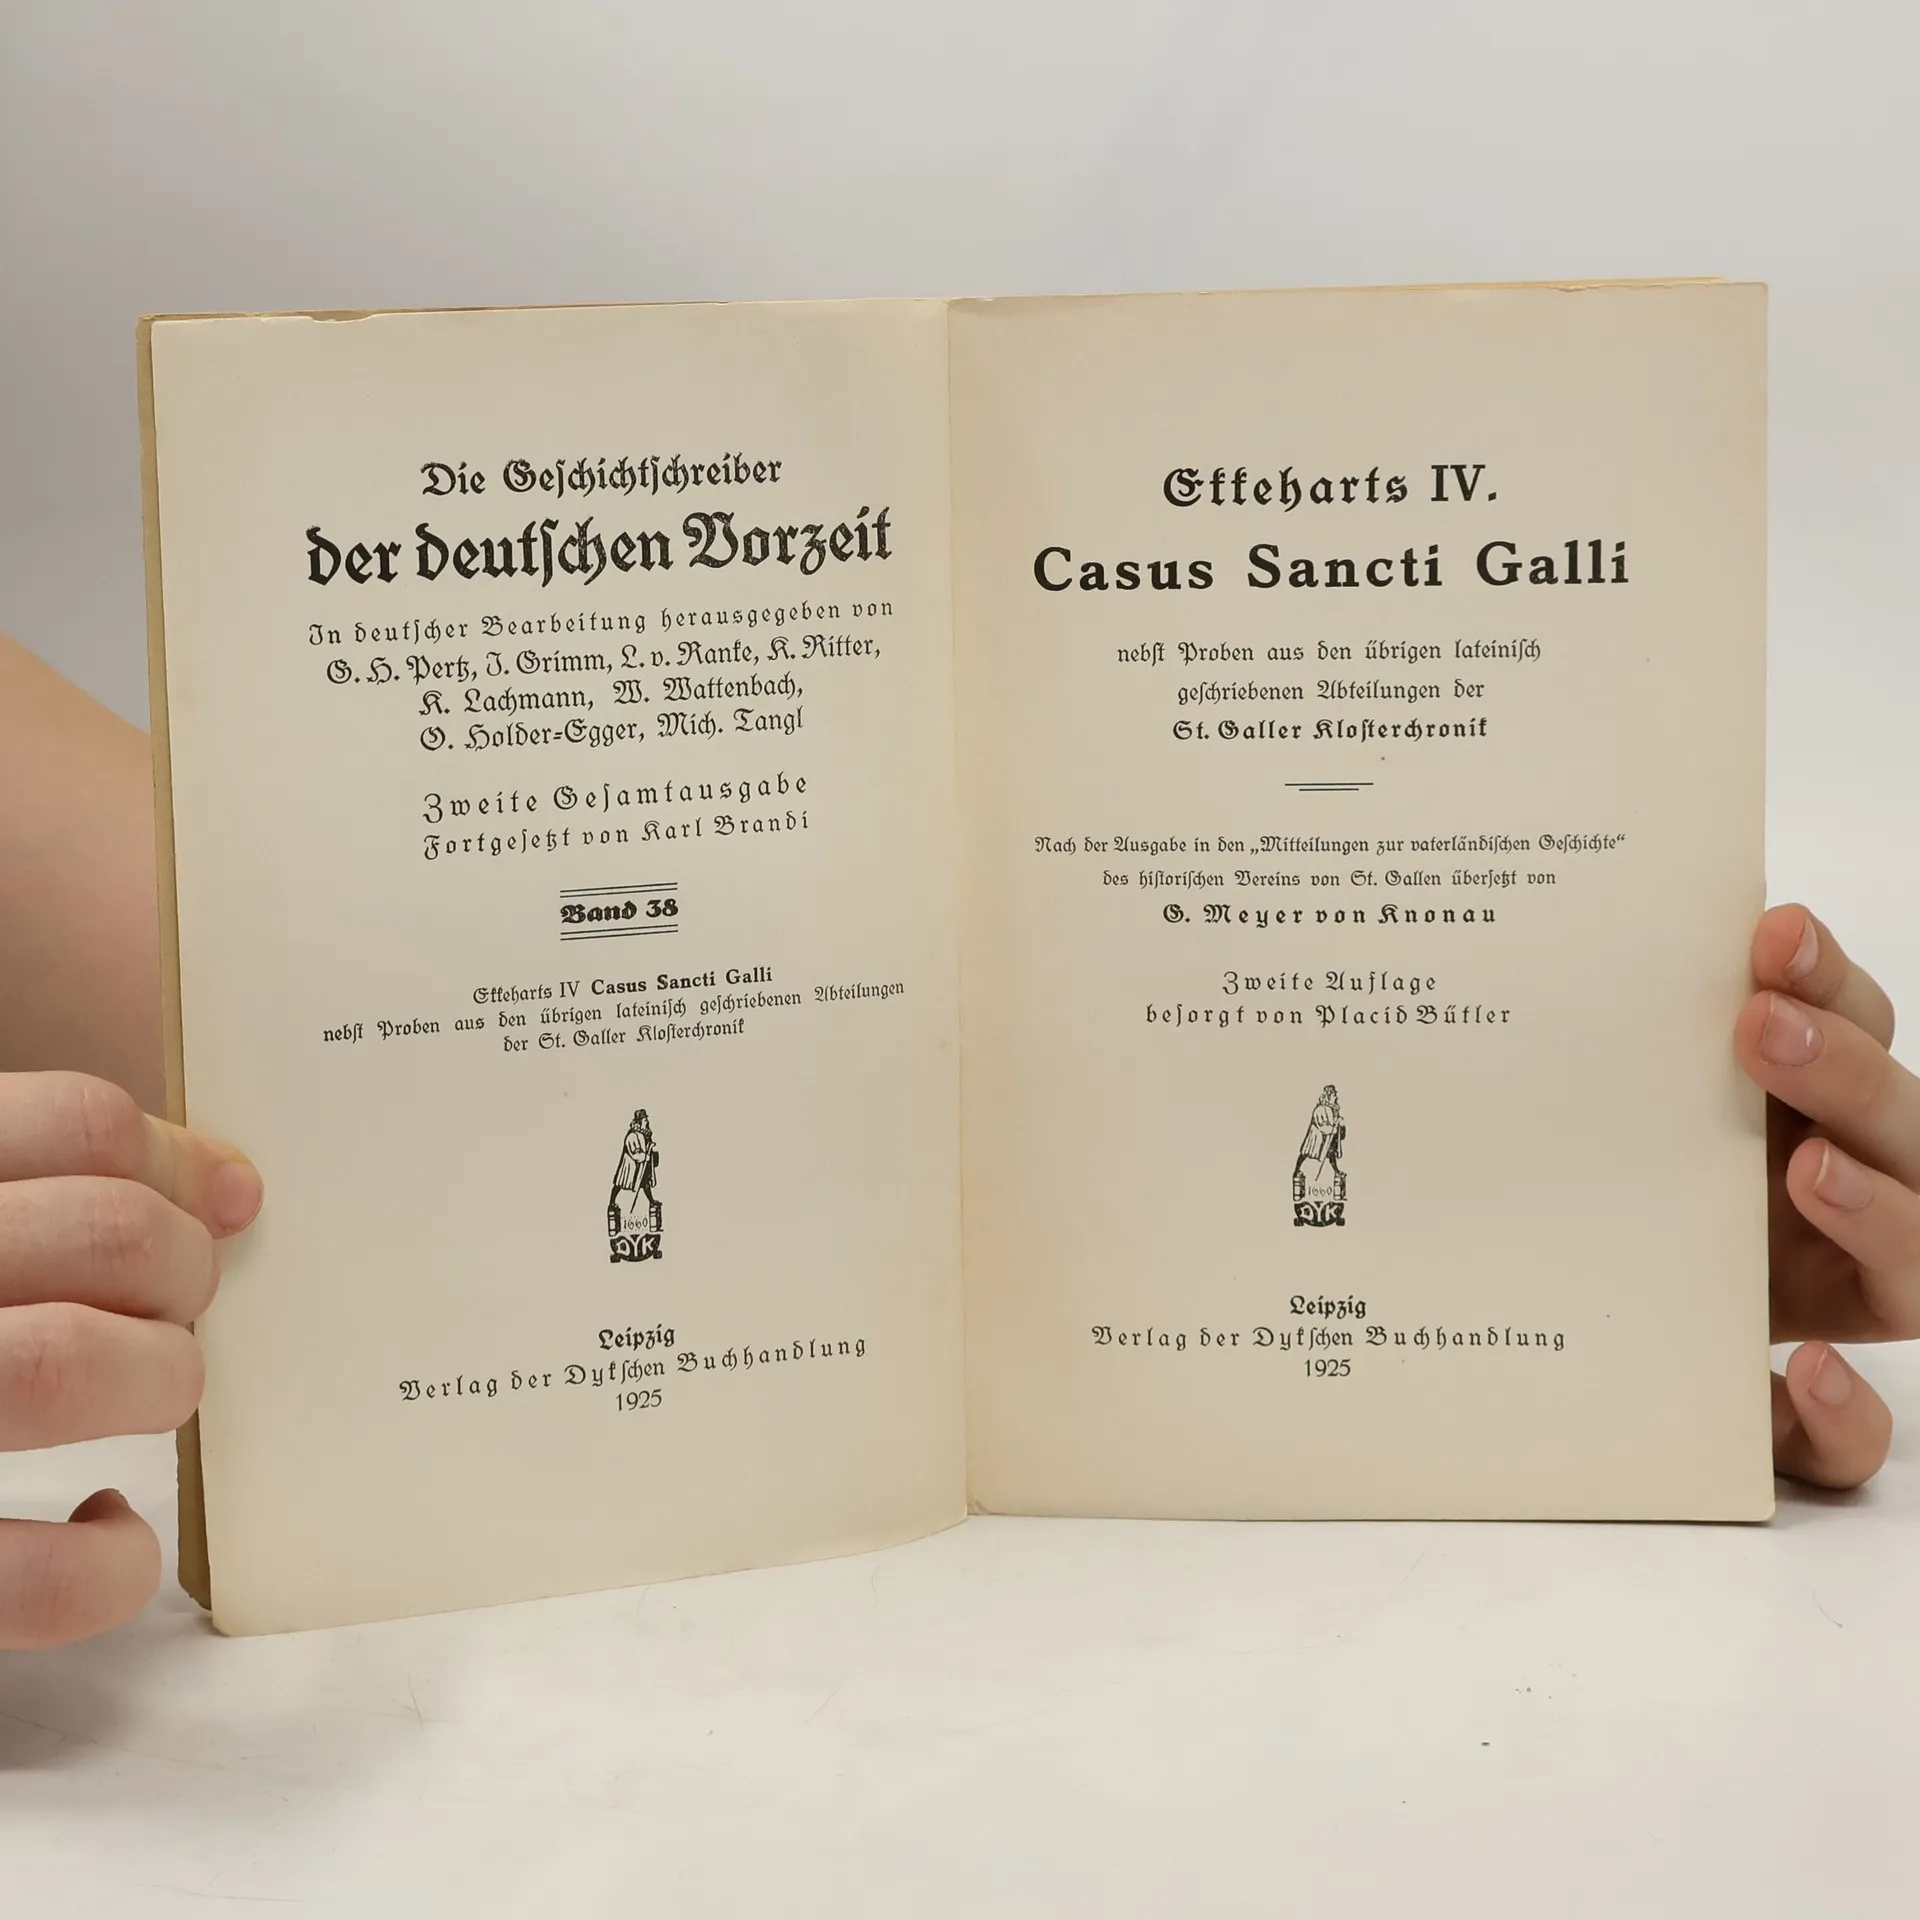 Die Geſchichtſchreiber
der deutſchen Vorzeit
In deutſcher Bearbeitung herausgegeben von
G. H. Pertz, J. Grimm, L. v. Ranke, K. Ritter,
K. Lachmann, W. Wattenbach,
O. Holder-Egger, Mich. Tangl
Zweite Geſamtausgabe
Fortgeſetzt von Karl Brandi
Band 38
Ekkeharts IV Casus Sancti Galli
nebſt Proben aus den übrigen lateiniſch geſchriebenen Abteilungen
der St. Galler Kloſterchronik
1660
DYK
Leipzig
Verlag der Dykſchen Buchhandlung
1925
Ekkeharts IV.
Casus Sancti Galli
nebſt Proben aus den übrigen lateiniſch
geſchriebenen Abteilungen der
St. Galler Kloſterchronik
Nach der Ausgabe in den „Mitteilungen zur vaterländiſchen Geſchichte“
des hiſtoriſchen Vereins von St. Gallen überſetzt von
G. Meyer von Knonau
Zweite Auflage
beſorgt von Placid Bütler
1660
DYK
Leipzig
Verlag der Dykſchen Buchhandlung
1925